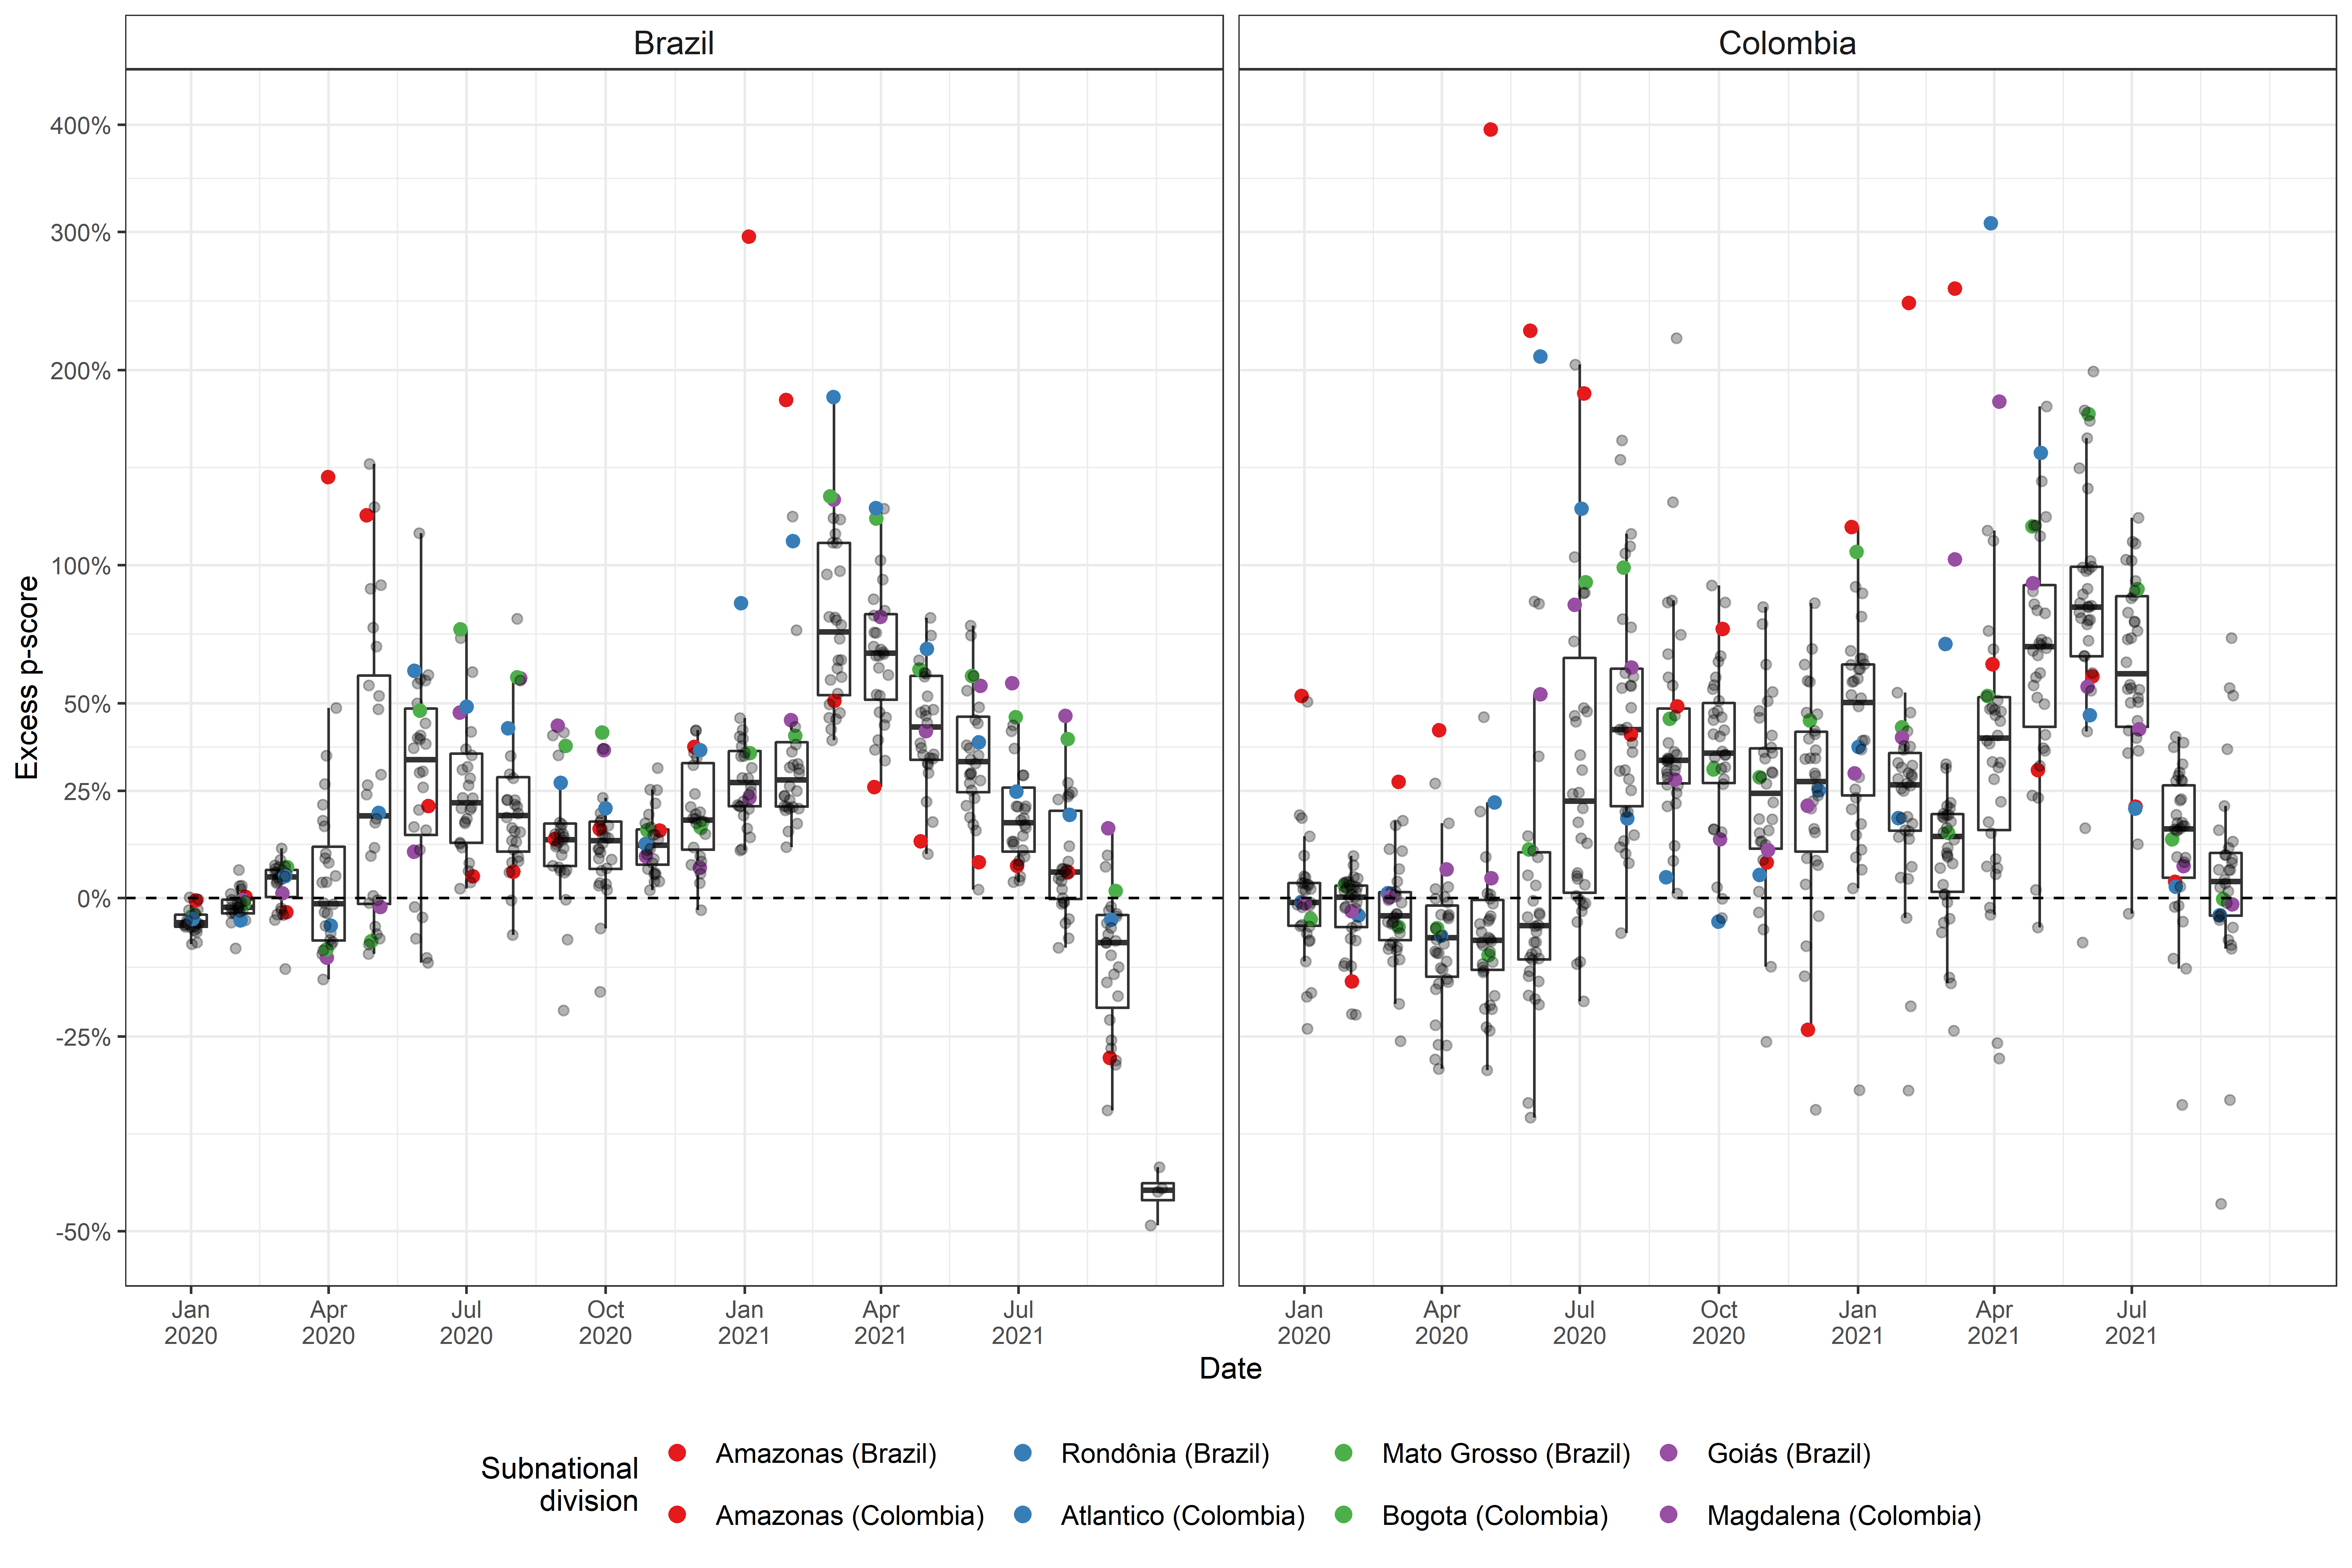 Brazil
Colombia
Excess p-score
400%
300%
200%
100%
50%
25%
0%
-25%
-50%
Jan Apr Jul Oct Jan Apr Jul
2020 2020 2020 2020 2021 2021 2021
Jan Apr Jul Oct Jan Apr Jul
2020 2020 2020 2020 2021 2021 2021
Date
Subnational
division
Amazonas (Brazil) Rondônia (Brazil) Mato Grosso (Brazil) Goiás (Brazil)
Amazonas (Colombia) Atlantico (Colombia) Bogota (Colombia) Magdalena (Colombia)